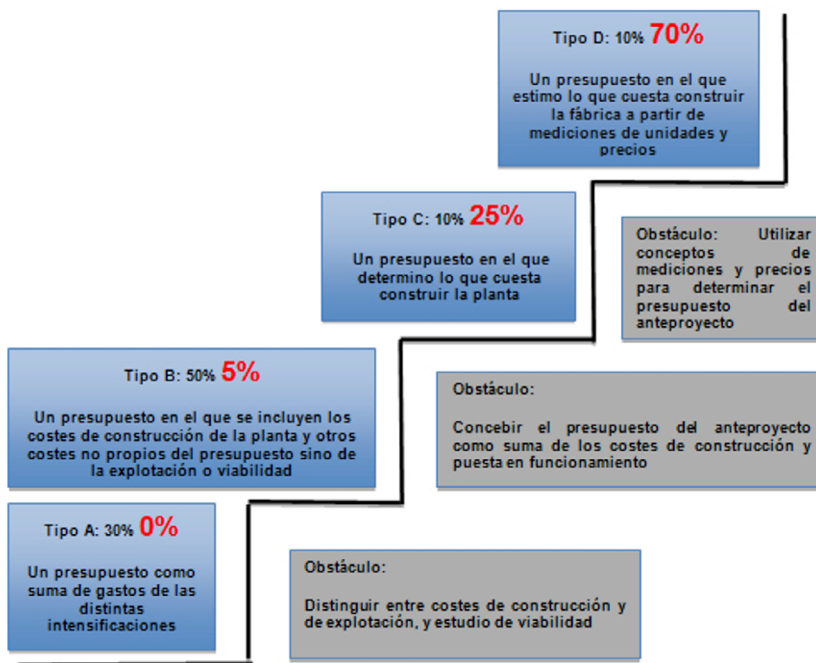 Tipo D: 10% 70%
Un presupuesto en el que
estimo lo que cuesta construir
la fábrica a partir de
mediciones de unidades y
precios
Tipo C: 10% 25%
Un presupuesto en el que
determino lo que cuesta
construir la planta
Obstáculo: Utilizar
conceptos de
mediciones y precios
para determinar el
presupuesto del
anteproyecto
Tipo B: 50% 5%
Un presupuesto en el que se incluyen los
costes de construcción de la planta y otros
costes no propios del presupuesto sino de
la explotación o viabilidad
Obstáculo:
Concebir el presupuesto del anteproyecto
como suma de los costes de construcción y
puesta en funcionamiento
Tipo A: 30% 0%
Un presupuesto como
suma de gastos de las
distintas
intensificaciones
Obstáculo:
Distinguir entre costes de construcción y
de explotación, y estudio de viabilidad